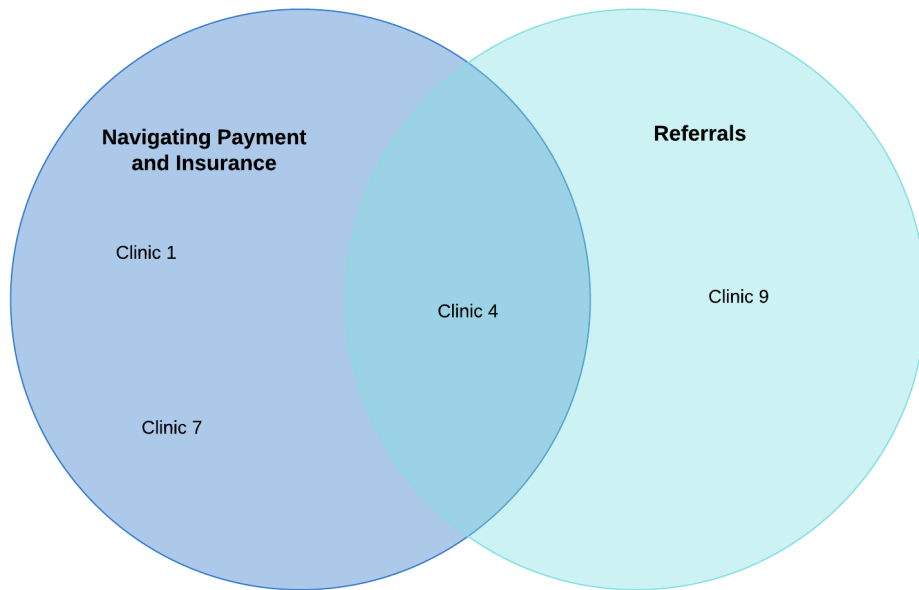 Navigating Payment
and Insurance
Referrals
Clinic 1
Clinic 4
Clinic 9
Clinic 7